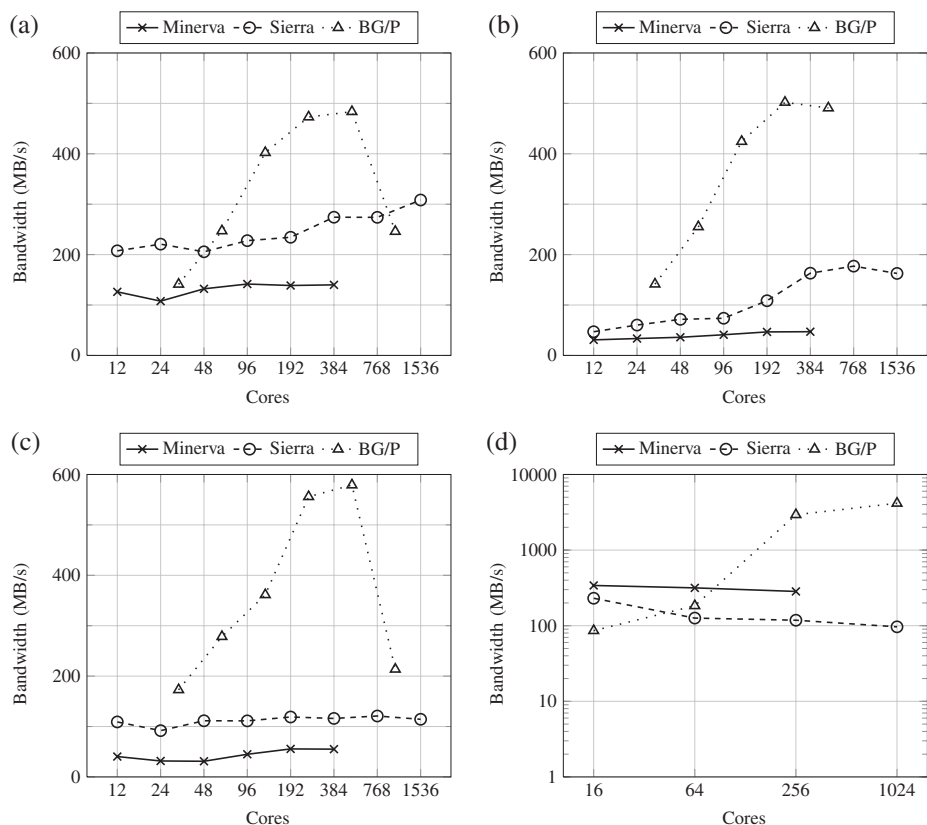 (a)
Minerva Sierra BG/P
600
400
200
0
Bandwidth (MB/s)
12 24 48 96 192 384 768 1536
Cores
(b)
Minerva Sierra BG/P
600
400
200
0
Bandwidth (MB/s)
12 24 48 96 192 384 768 1536
Cores
(c)
Minerva Sierra BG/P
600
400
200
0
Bandwidth (MB/s)
12 24 48 96 192 384 768 1536
Cores
(d)
Minerva Sierra BG/P
10000
1000
100
10
1
Bandwidth (MB/s)
16 64 256 1024
Cores